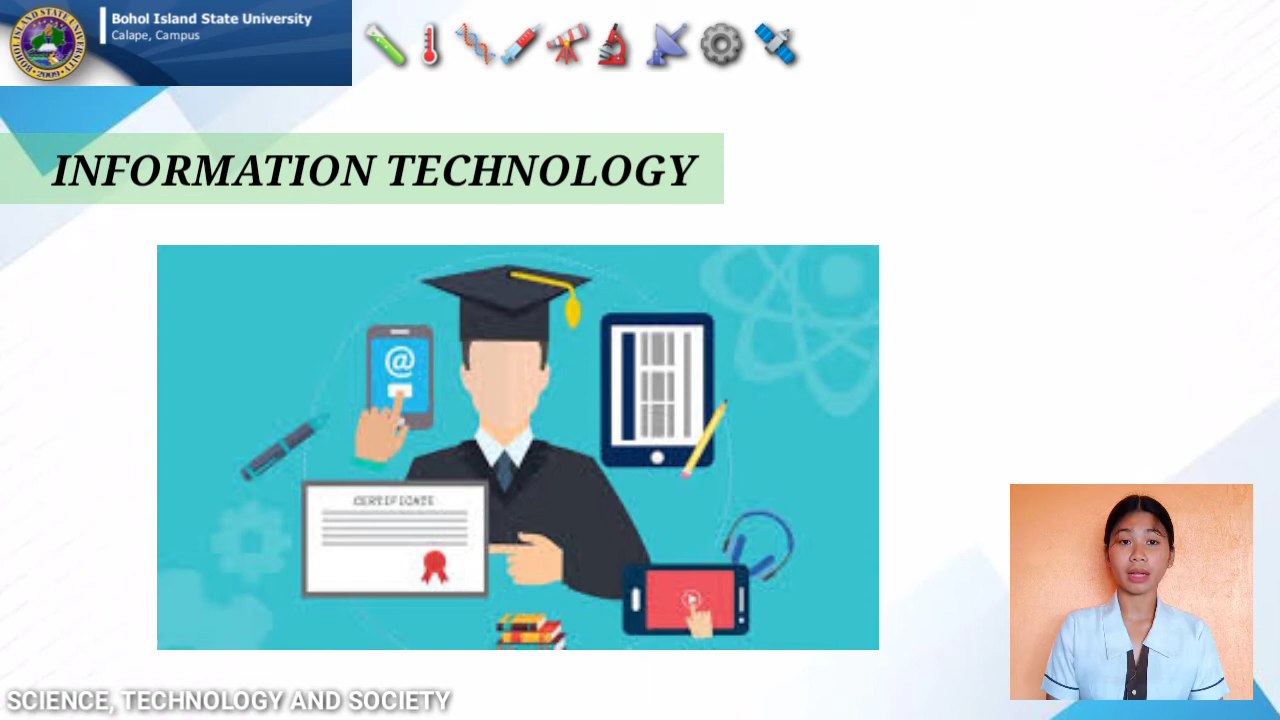 Bohol Island State University
Calape, Campus
INFORMATION TECHNOLOGY
@
CERTIFICATE
SCIENCE, TECHNOLOGY AND SOCIETY